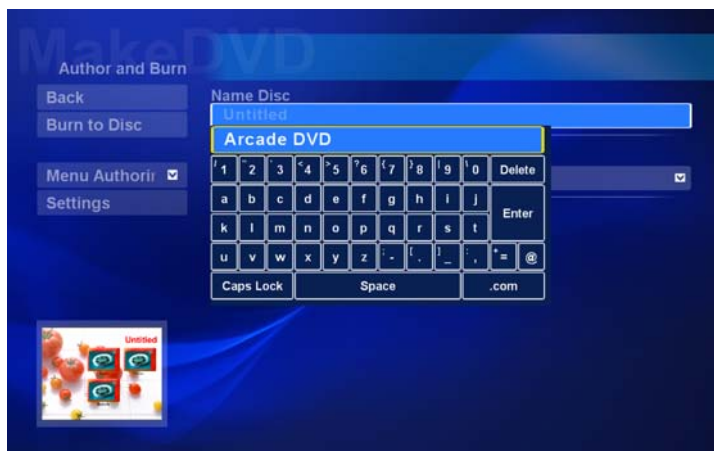 MakeDVD
Author and Burn
Back
Burn to Disc
Menu Authorir
Settings
Name Disc
Untitled
Arcade DVD
1 2 3 < 4 > 5 ? 6 { 7 } 8 | 9 \ 0 Delete
a b c d e f g h i j
Enter
k l m n o p q r s t
u v w x y z ; - [ . ] _ , = @
Caps Lock Space .com
Untitled